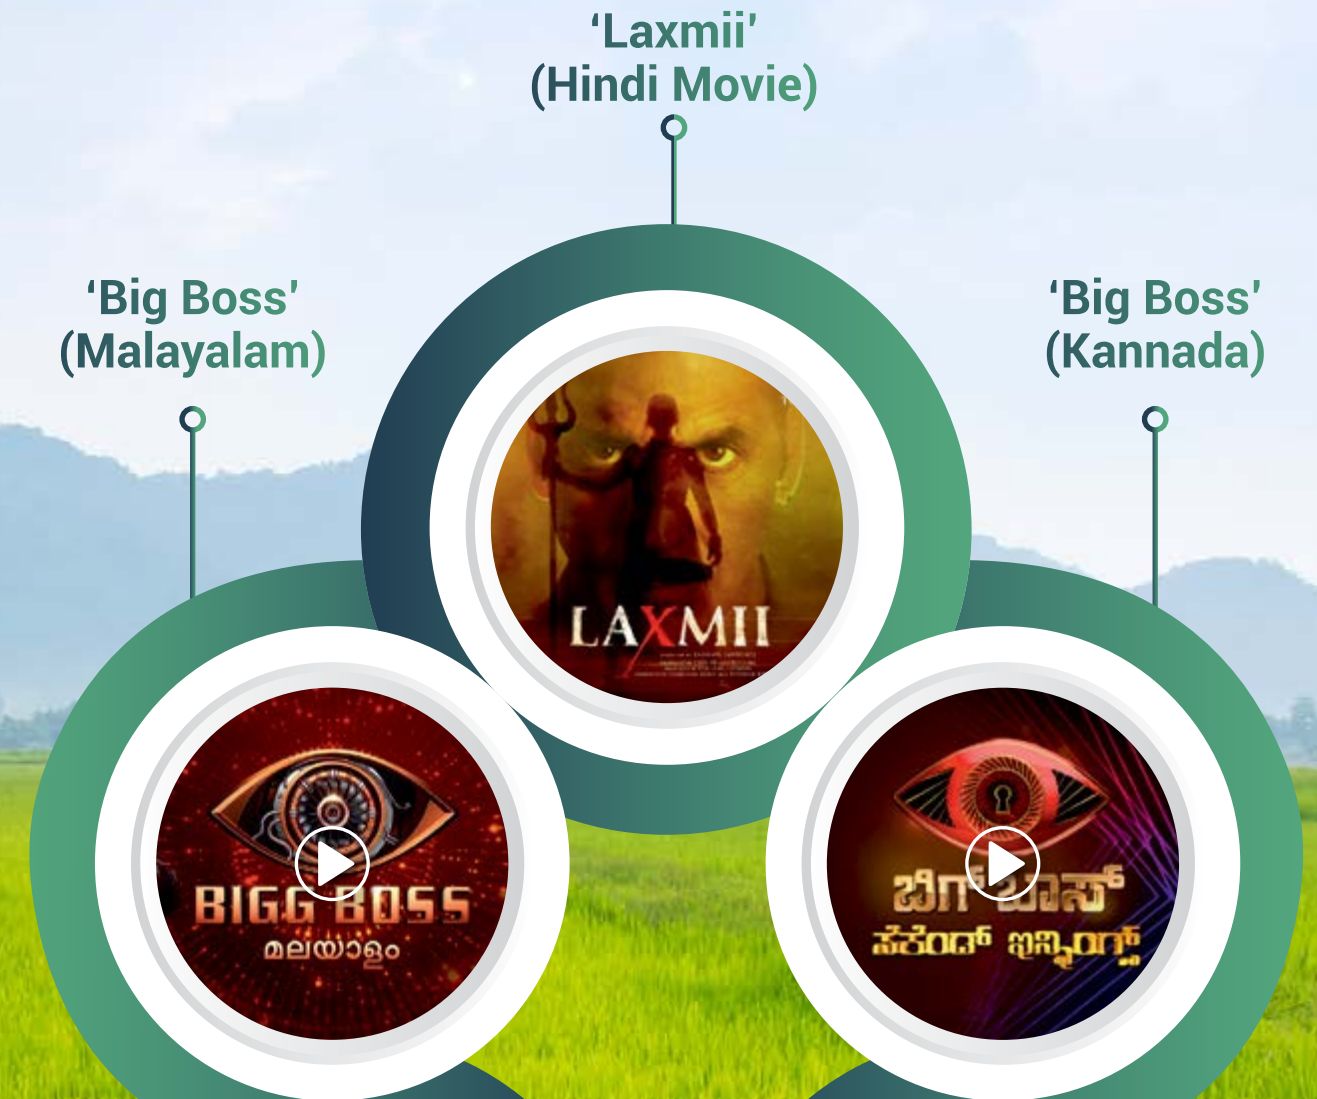 ‘Laxmii’
(Hindi Movie)
‘Big Boss’
(Malayalam)
‘Big Boss’
(Kannada)
LAXMII
BIGG BOSS
മലയാളം
ಬಿಗ್ ಬಾಸ್
ಸೆಕೆಂಡ್ ಇನ್ನಿಂಗ್ಸ್